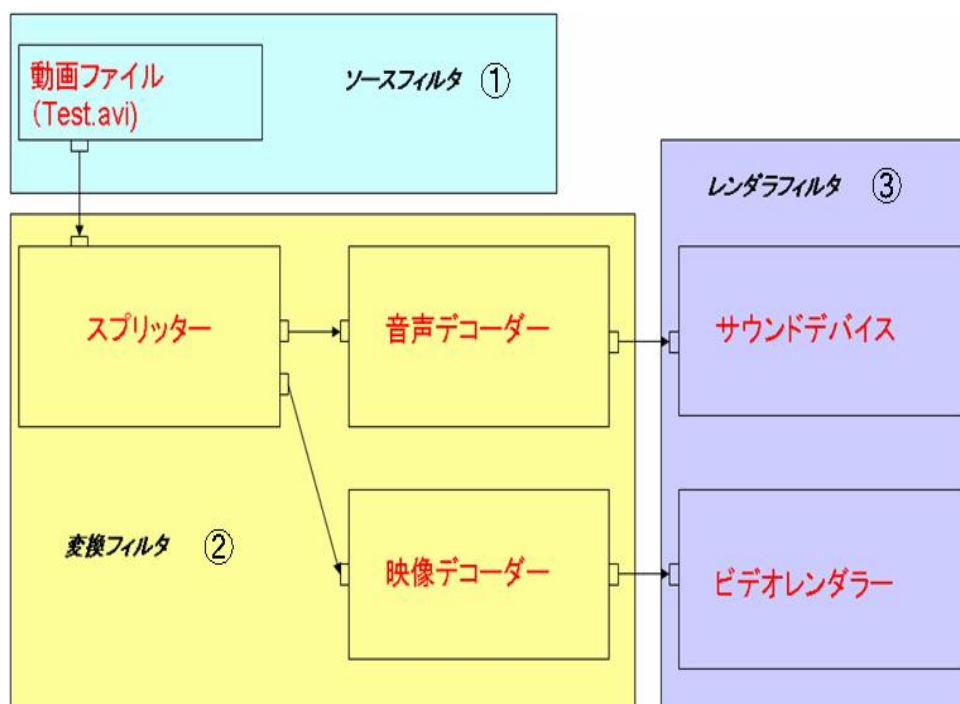 動画ファイル
(Test.avi)
ソースフィルタ ①
レンダラフィルタ ③
スプリッター
音声デコーダー
サウンドデバイス
変換フィルタ ②
映像デコーダー
ビデオレンダラー